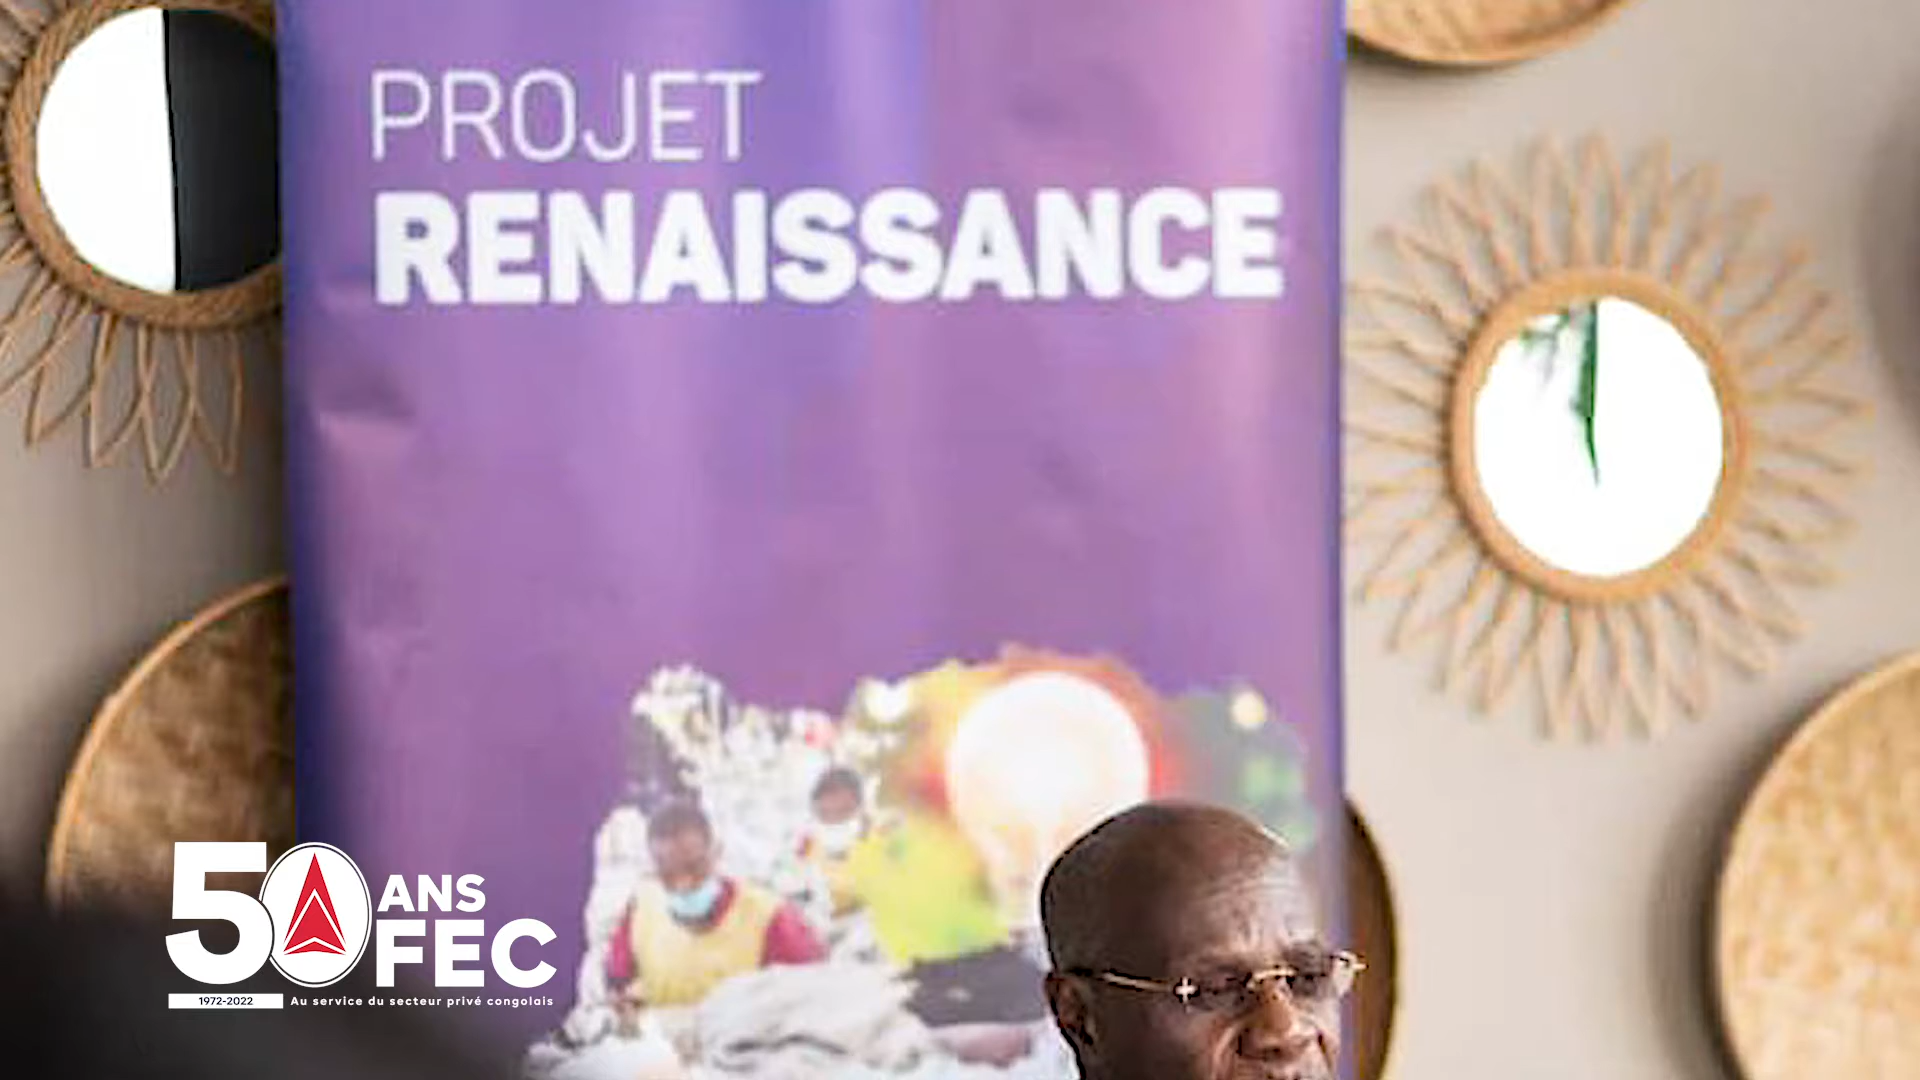 PROJET
RENAISSANCE
50 ANS
FEC
1972-2022 Au service du secteur privé congolais